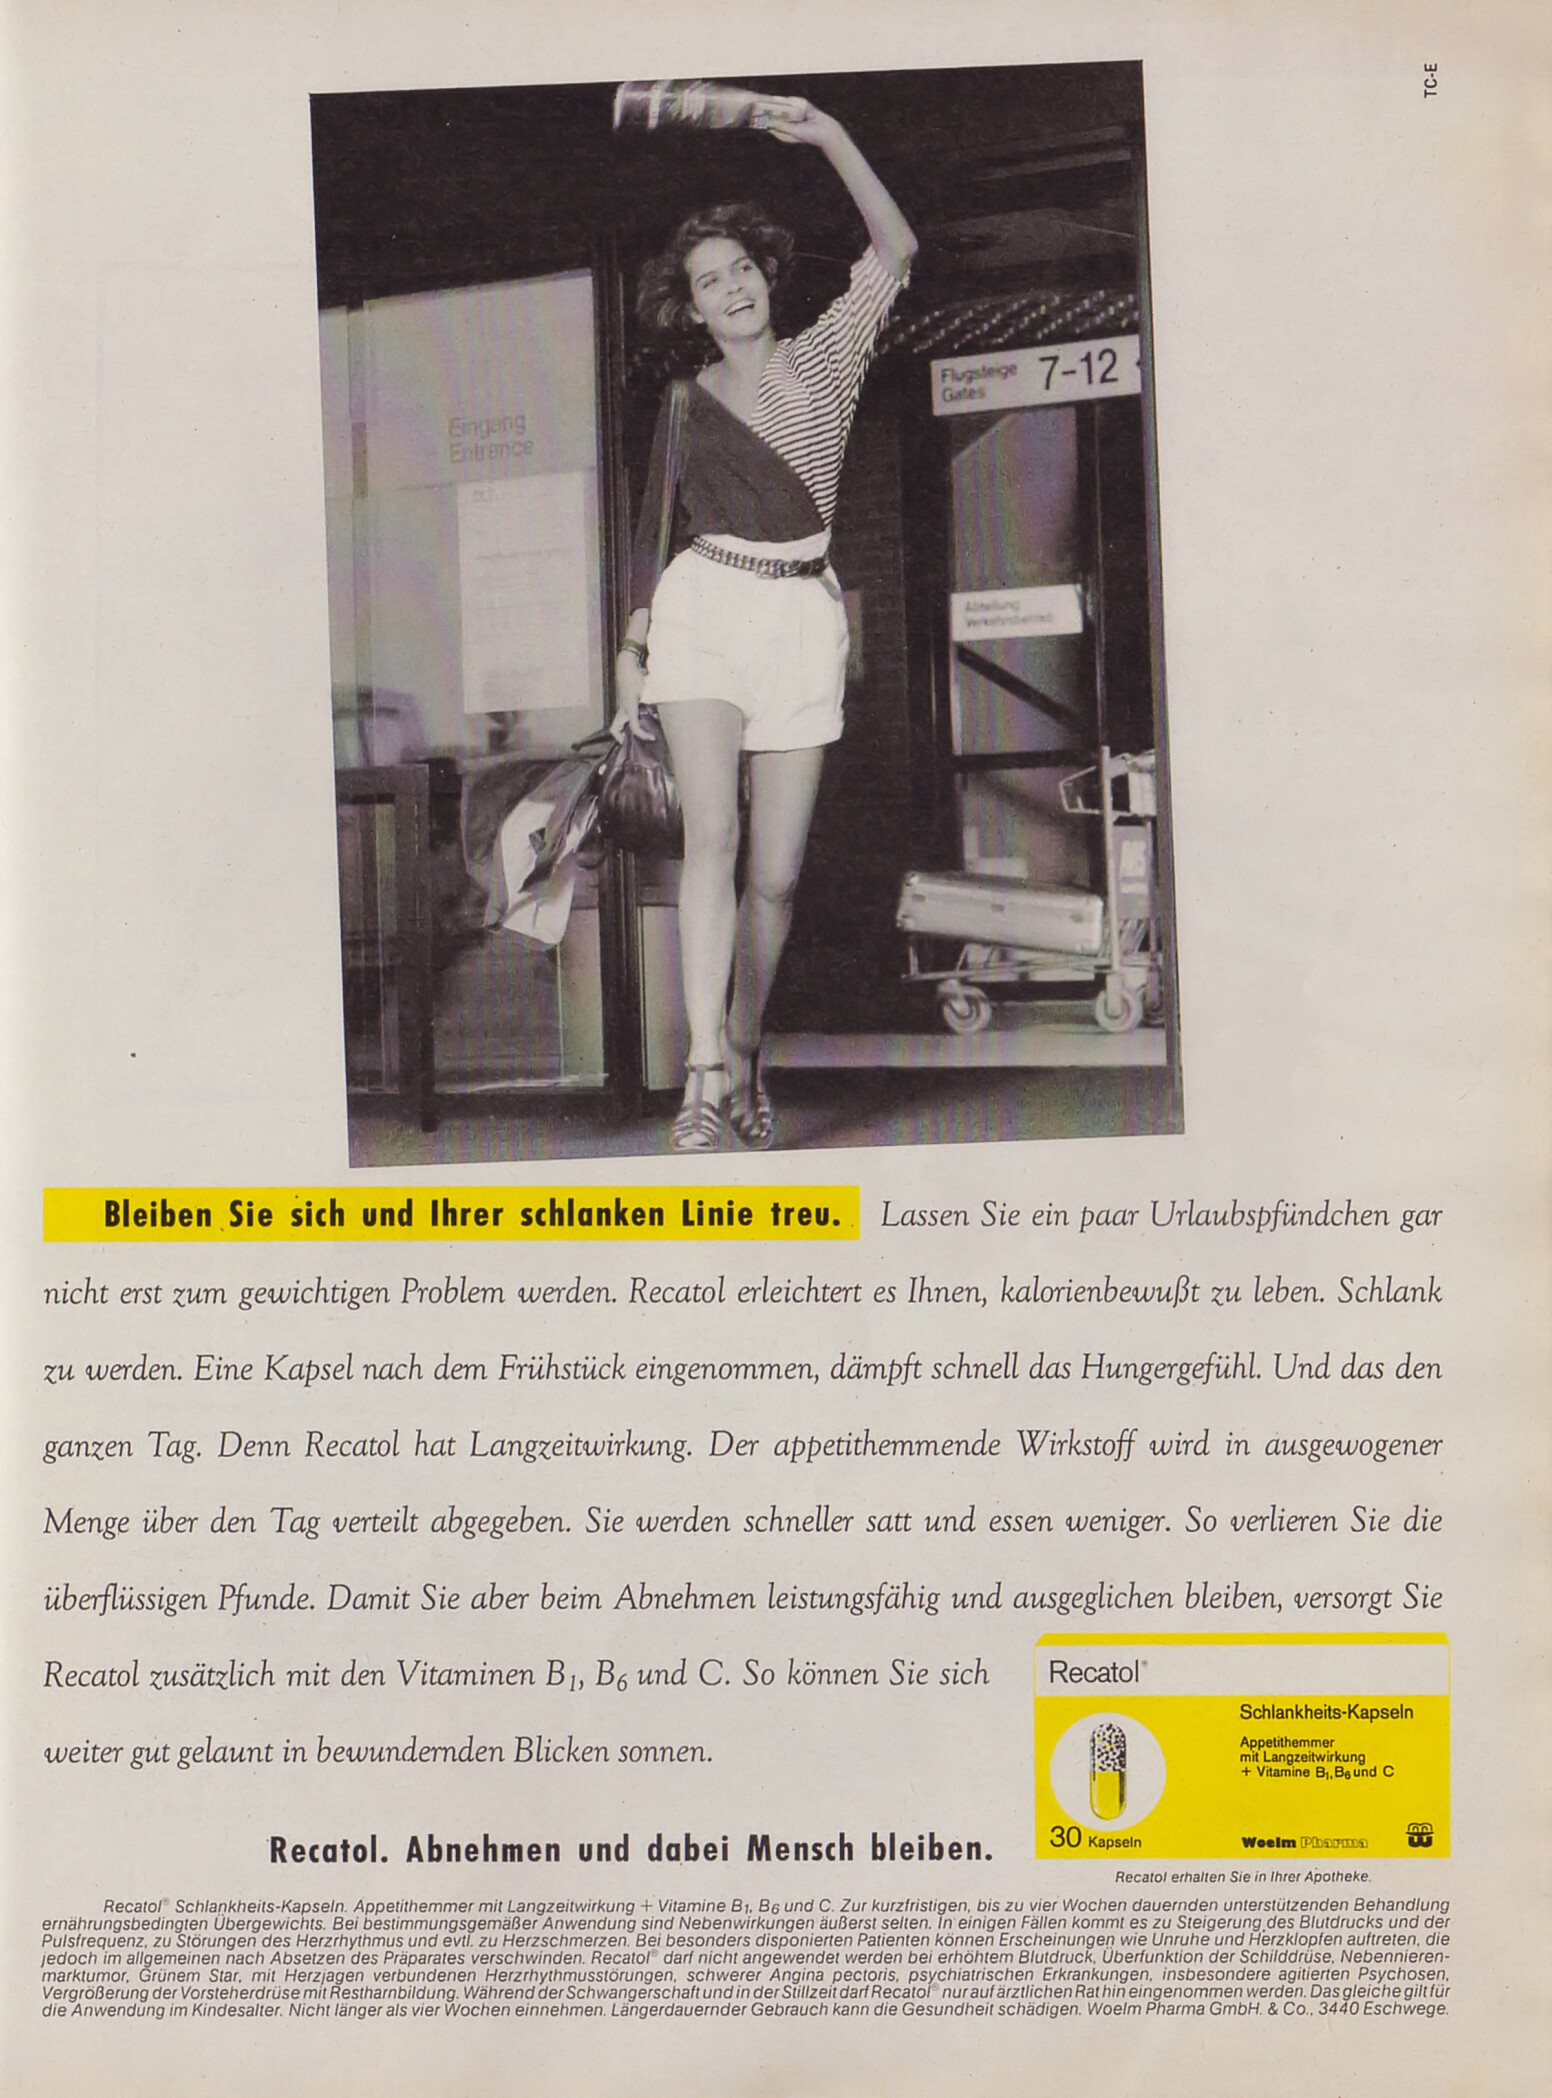 TC-E
Flugsteige
Gates
7-12
Eingang
Entrance
Abteilung
Verkehrsbetrieb
Bleiben Sie sich und Ihrer schlanken Linie treu. Lassen Sie ein paar Urlaubspfündchen gar
nicht erst zum gewichtigen Problem werden. Recatol erleichtert es Ihnen, kalorienbewußt zu leben. Schlank
zu werden. Eine Kapsel nach dem Frühstück eingenommen, dämpft schnell das Hungergefühl. Und das den
ganzen Tag. Denn Recatol hat Langzeitwirkung. Der appetithemmende Wirkstoff wird in ausgewogener
Menge über den Tag verteilt abgegeben. Sie werden schneller satt und essen weniger. So verlieren Sie die
überflüssigen Pfunde. Damit Sie aber beim Abnehmen leistungsfähig und ausgeglichen bleiben, versorgt Sie
Recatol zusätzlich mit den Vitaminen B1, B6 und C. So können Sie sich
weiter gut gelaunt in bewundernden Blicken sonnen.
Recatol. Abnehmen und dabei Mensch bleiben.
Recatol®
Schlankheits-Kapseln
Appetithemmer
mit Langzeitwirkung
+ Vitamine B1, B6 und C
30 Kapseln
Woelm Pharma
Recatol erhalten Sie in Ihrer Apotheke.
Recatol® Schlankheits-Kapseln. Appetithemmer mit Langzeitwirkung + Vitamine B1, B6 und C. Zur kurzfristigen, bis zu vier Wochen dauernden unterstützenden Behandlung
ernährungsbedingten Übergewichts. Bei bestimmungsgemäßer Anwendung sind Nebenwirkungen äußerst selten. In einigen Fällen kommt es zu Steigerung des Blutdrucks und der
Pulsfrequenz, zu Störungen des Herzrhythmus und evtl. zu Herzschmerzen. Bei besonders disponierten Patienten können Erscheinungen wie Unruhe und Herzklopfen auftreten, die
jedoch im allgemeinen nach Absetzen des Präparates verschwinden. Recatol® darf nicht angewendet werden bei erhöhtem Blutdruck, Überfunktion der Schilddrüse, Nebennieren-
marktumor, Grünem Star, mit Herzjagen verbundenen Herzrhythmusstörungen, schwerer Angina pectoris, psychiatrischen Erkrankungen, insbesondere agitierten Psychosen,
Vergrößerung der Vorsteherdrüse mit Restharnbildung. Während der Schwangerschaft und in der Stillzeit darf Recatol® nur auf ärztlichen Rat hin eingenommen werden. Das gleiche gilt für
die Anwendung im Kindesalter. Nicht länger als vier Wochen einnehmen. Längerdauernder Gebrauch kann die Gesundheit schädigen. Woelm Pharma GmbH. & Co., 3440 Eschwege.